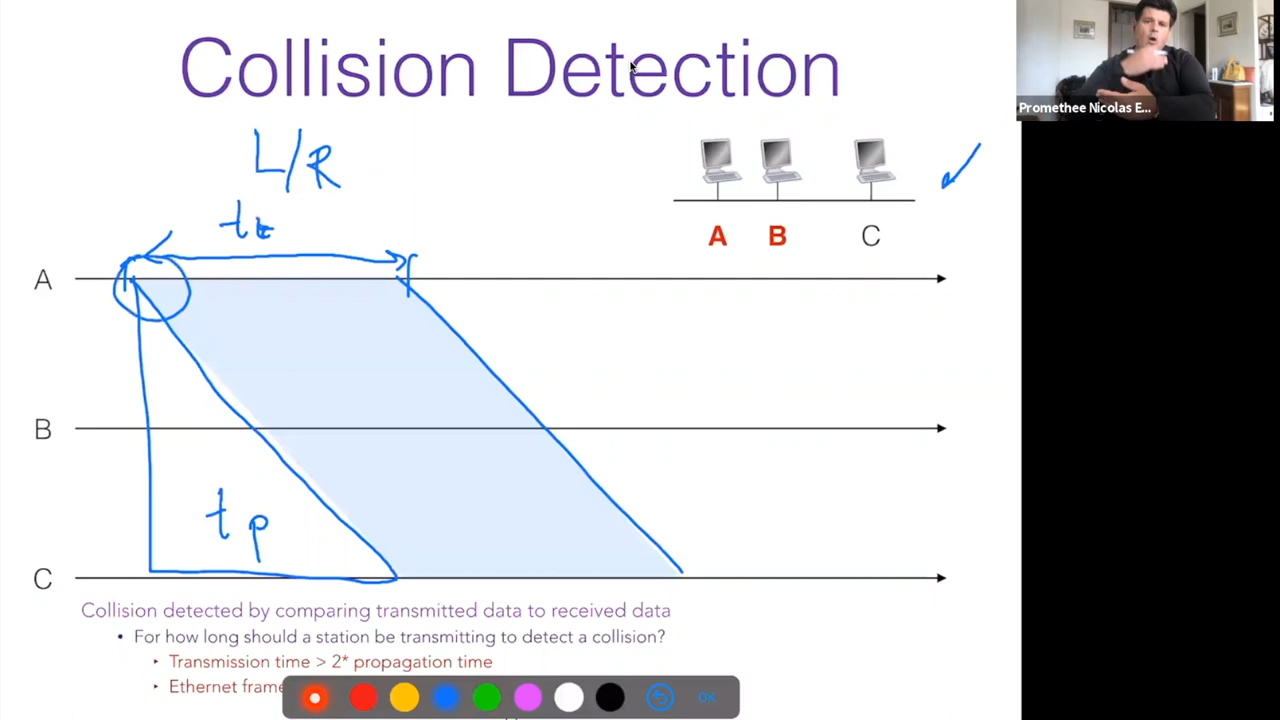 Collision Detection
Promethee Nicolas E...
L/R
tt
A B C
A
B
tp
C
Collision detected by comparing transmitted data to received data
• For how long should a station be transmitting to detect a collision?
‣ Transmission time > 2* propagation time
‣ Ethernet frame
OK